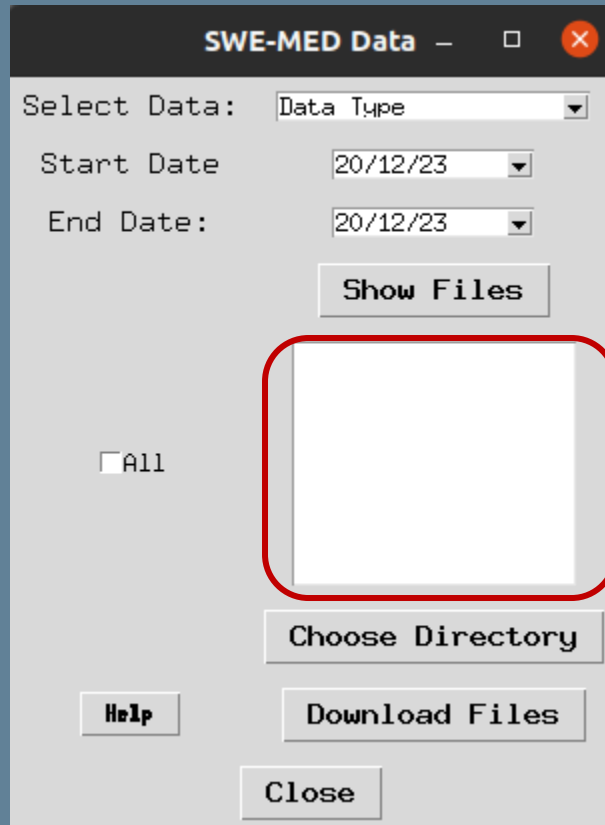 SWE-MED Data
Select Data: Data Type
Start Date 20/12/23
End Date: 20/12/23
Show Files
All
Choose Directory
Help Download Files
Close